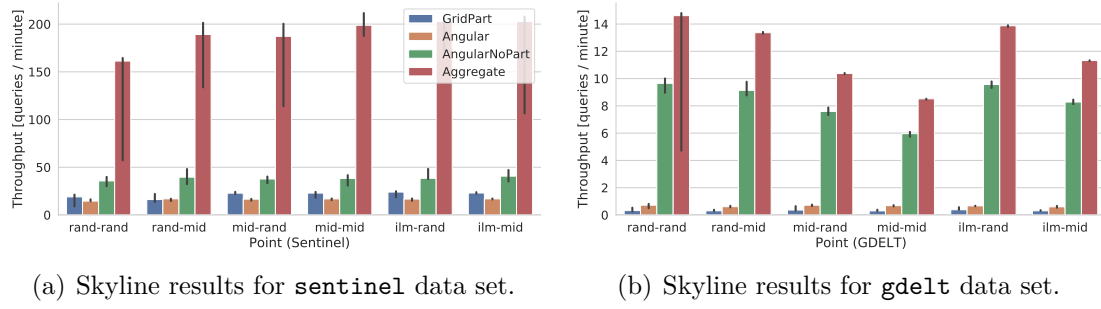 Throughput [queries / minute]
200
150
100
50
0
GridPart
Angular
AngularNoPart
Aggregate
rand-rand rand-mid mid-rand mid-mid ilm-rand ilm-mid
Point (Sentinel)
Throughput [queries / minute]
14
12
10
8
6
4
2
0
rand-rand rand-mid mid-rand mid-mid ilm-rand ilm-mid
Point (GDELT)
(a) Skyline results for sentinel data set.
(b) Skyline results for gdelt data set.